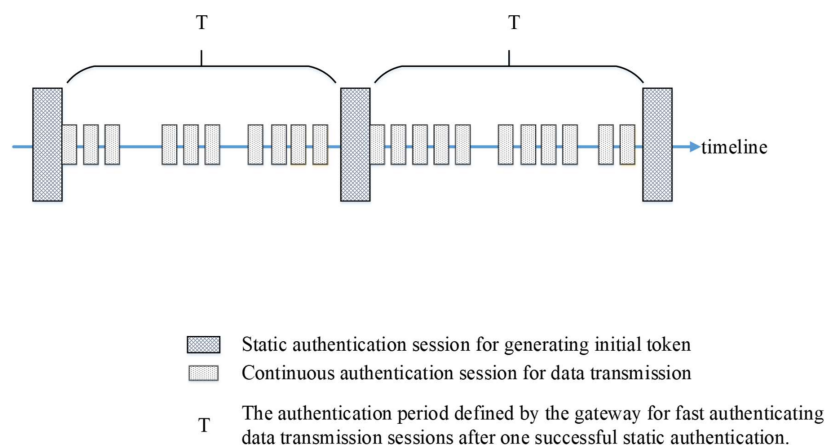 T
T
timeline
Static authentication session for generating initial token
Continuous authentication session for data transmission
T
The authentication period defined by the gateway for fast authenticating
data transmission sessions after one successful static authentication.